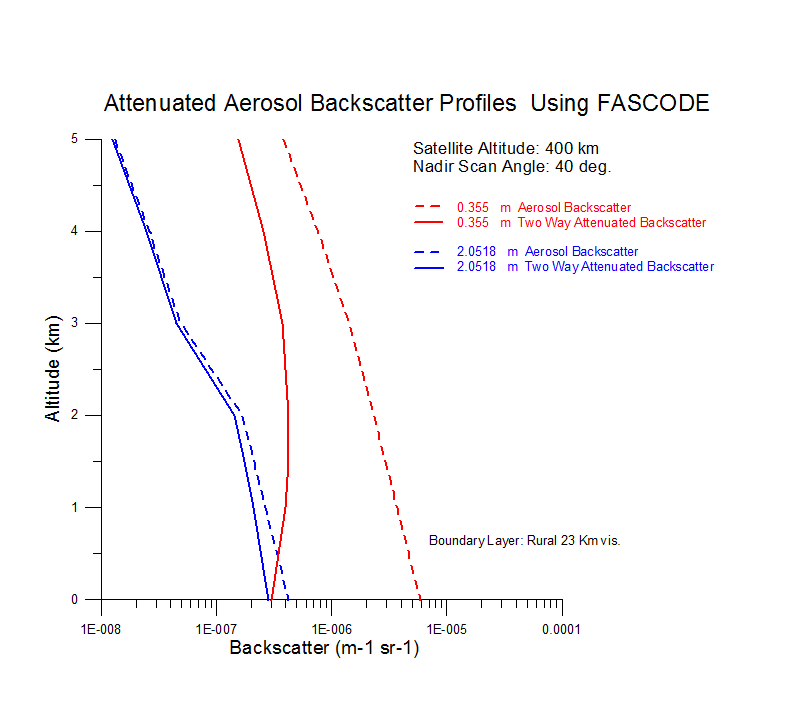 Attenuated Aerosol Backscatter Profiles Using FASCODE
Satellite Altitude: 400 km
Nadir Scan Angle: 40 deg.
0.355 m Aerosol Backscatter
0.355 m Two Way Attenuated Backscatter
2.0518 m Aerosol Backscatter
2.0518 m Two Way Attenuated Backscatter
Altitude (km)
5
4
3
2
1
0
Boundary Layer: Rural 23 Km vis.
1E-008 1E-007 1E-006 1E-005 0.0001
Backscatter (m-1 sr-1)